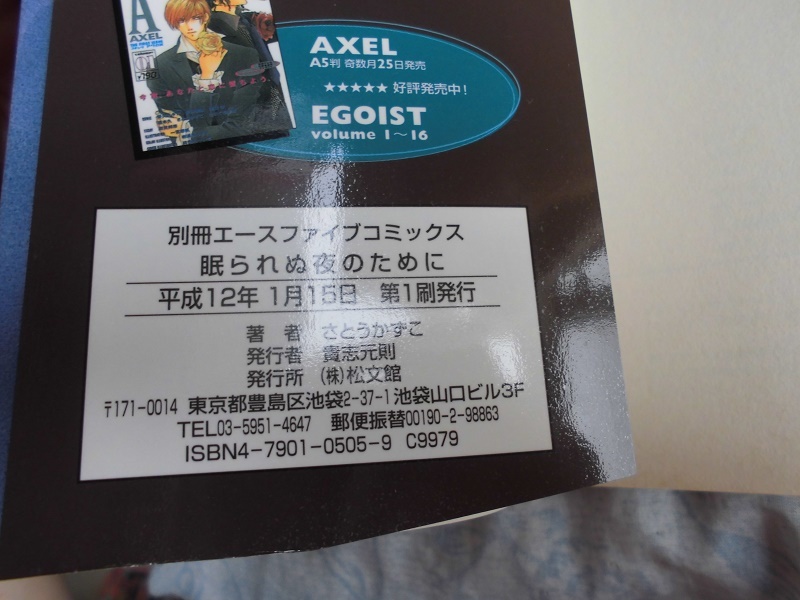 A
AXEL
01
¥790
AXEL
A5判 奇数月25日発売
★★★★★ 好評発売中!
EGOIST
volume 1〜16
別冊エースファイブコミックス
眠られぬ夜のために
平成12年 1月15日 第1刷発行
著 者 さとうかずこ
発行者 貴志元則
発行所 (株)松文館
〒171-0014 東京都豊島区池袋2-37-1 池袋山口ビル3F
TEL03-5951-4647 郵便振替00190-2-98863
ISBN4-7901-0505-9 C9979